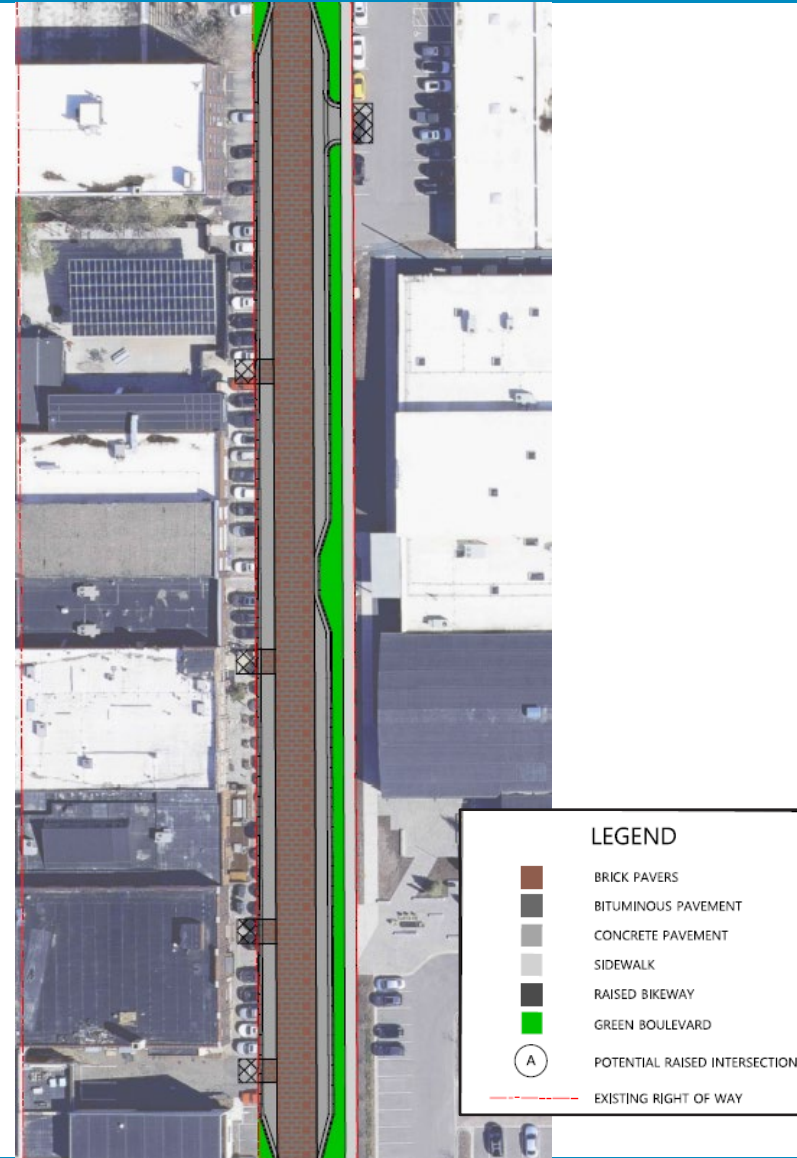 LEGEND
BRICK PAVERS
BITUMINOUS PAVEMENT
CONCRETE PAVEMENT
SIDEWALK
RAISED BIKEWAY
GREEN BOULEVARD
A POTENTIAL RAISED INTERSECTION
EXISTING RIGHT OF WAY